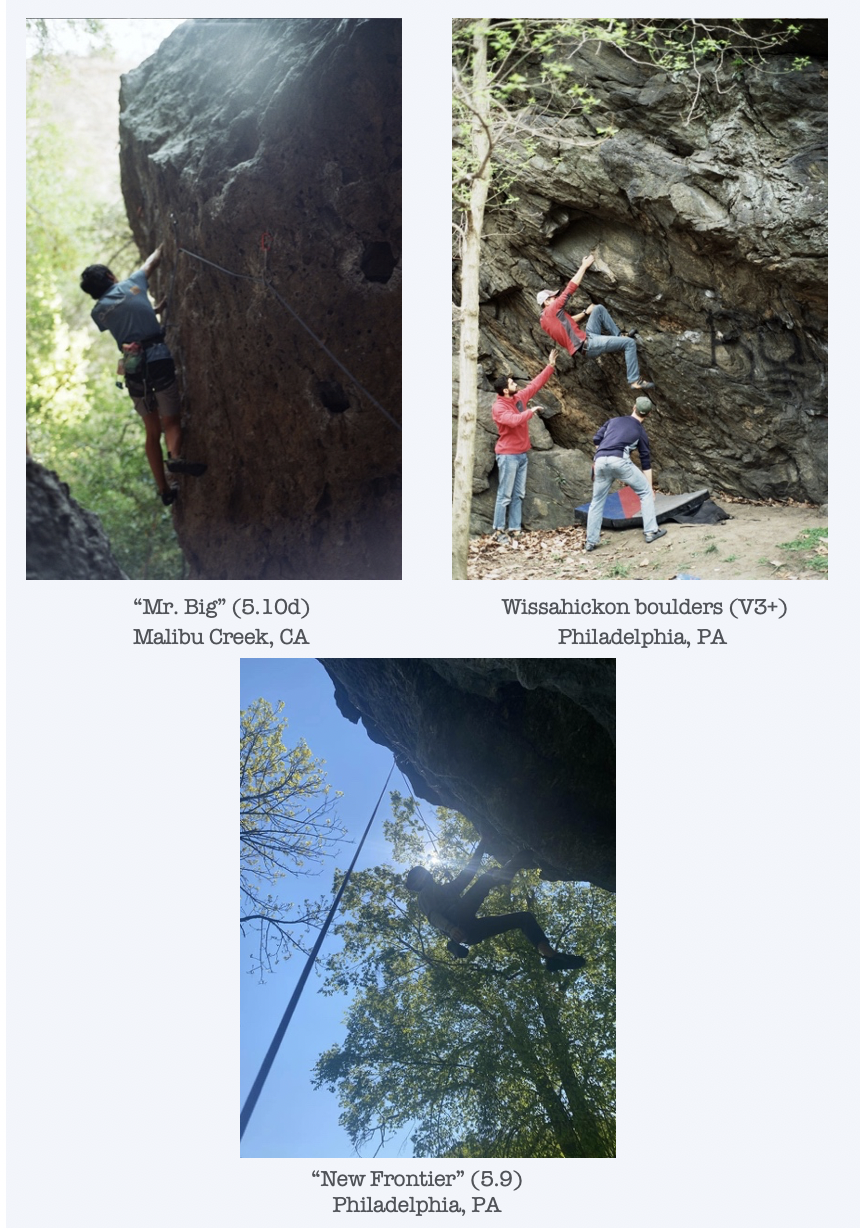 “Mr. Big” (5.10d)
Malibu Creek, CA
Wissahickon boulders (V3+)
Philadelphia, PA
“New Frontier” (5.9)
Philadelphia, PA